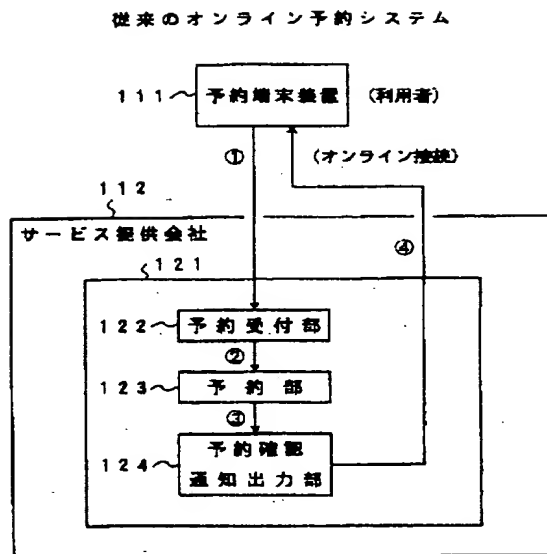 従来のオンライン予約システム
111 予約端末装置 (利用者)
① (オンライン接続)
112
サービス提供会社 ④
121
122 予約受付部
②
123 予約部
③
予約確認
124 通知出力部